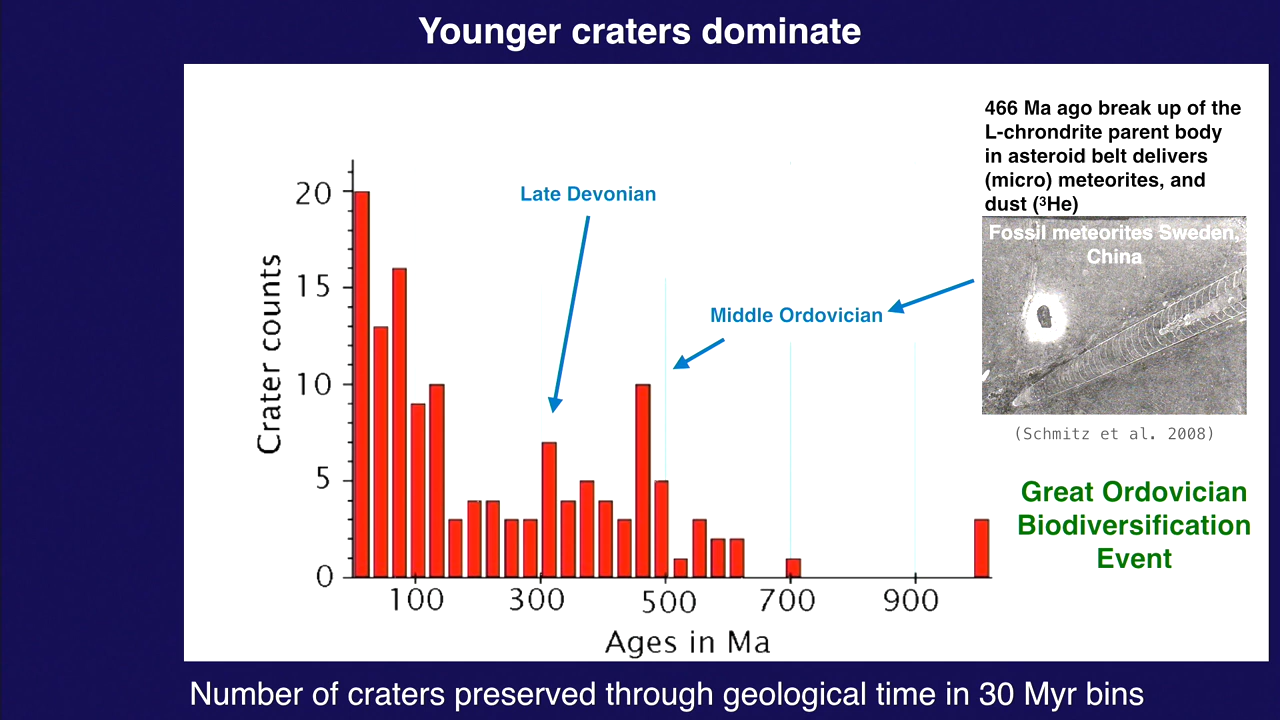 Younger craters dominate
466 Ma ago break up of the
L-chrondrite parent body
in asteroid belt delivers
(micro) meteorites, and
dust (³He)
Fossil meteorites Sweden,
China
(Schmitz et al. 2008)
Great Ordovician
Biodiversification
Event
Late Devonian
Middle Ordovician
Crater counts
20
15
10
5
0
100 300 500 700 900
Ages in Ma
Number of craters preserved through geological time in 30 Myr bins